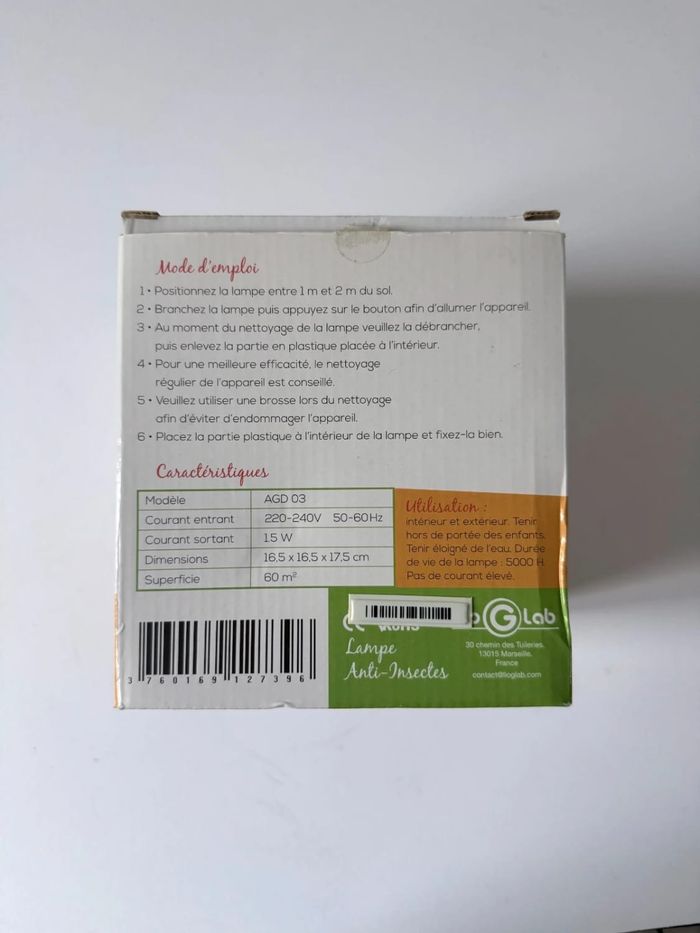 Mode d'emploi
1 • Positionnez la lampe entre 1 m et 2 m du sol.
2 • Branchez la lampe puis appuyez sur le bouton afin d'allumer l'appareil.
3 • Au moment du nettoyage de la lampe veuillez la débrancher,
puis enlevez la partie en plastique placée à l'intérieur.
4 • Pour une meilleure efficacité, le nettoyage
régulier de l'appareil est conseillé.
5 • Veuillez utiliser une brosse lors du nettoyage
afin d'éviter d'endommager l'appareil.
6 • Placez la partie plastique à l'intérieur de la lampe et fixez-la bien.
Caractéristiques
Modèle AGD 03
Courant entrant 220-240V 50-60Hz
Courant sortant 15 W
Dimensions 16,5 x 16,5 x 17,5 cm
Superficie 60 m²
Utilisation :
intérieur et extérieur. Tenir
hors de portée des enfants.
Tenir éloigné de l'eau. Durée
de vie de la lampe : 5000 H.
Pas de courant élevé.
CE RoHS
G Lab
Lampe
Anti-Insectes
30 chemin des Tuileries.
13015 Marseille.
France
contact@lioglab.com
3 760169 127396